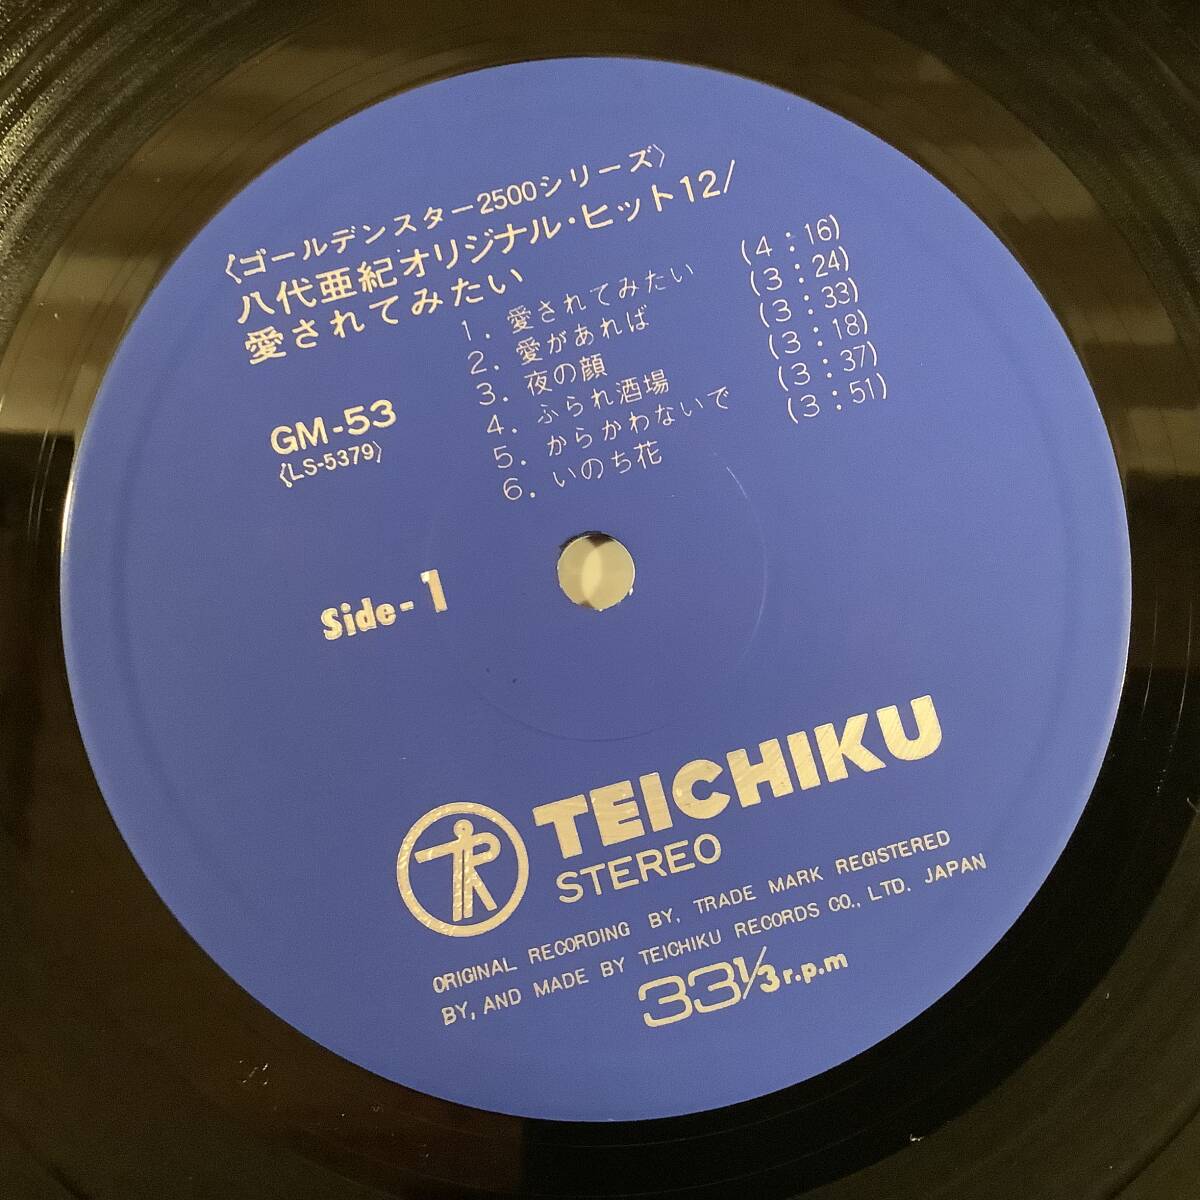 〈ゴールデンスター2500シリーズ〉
八代亜紀オリジナル・ヒット12/
愛されてみたい
1. 愛されてみたい (4:16)
2. 愛があれば (3:24)
3. 夜の顔 (3:33)
4. ふられ酒場 (3:18)
5. からかわないで (3:37)
6. いのち花 (3:51)
GM-53
〈LS-5379〉
Side-1
TEICHIKU
STEREO
ORIGINAL RECORDING BY, TRADE MARK REGISTERED
BY, AND MADE BY TEICHIKU RECORDS CO., LTD. JAPAN
33⅓r.p.m